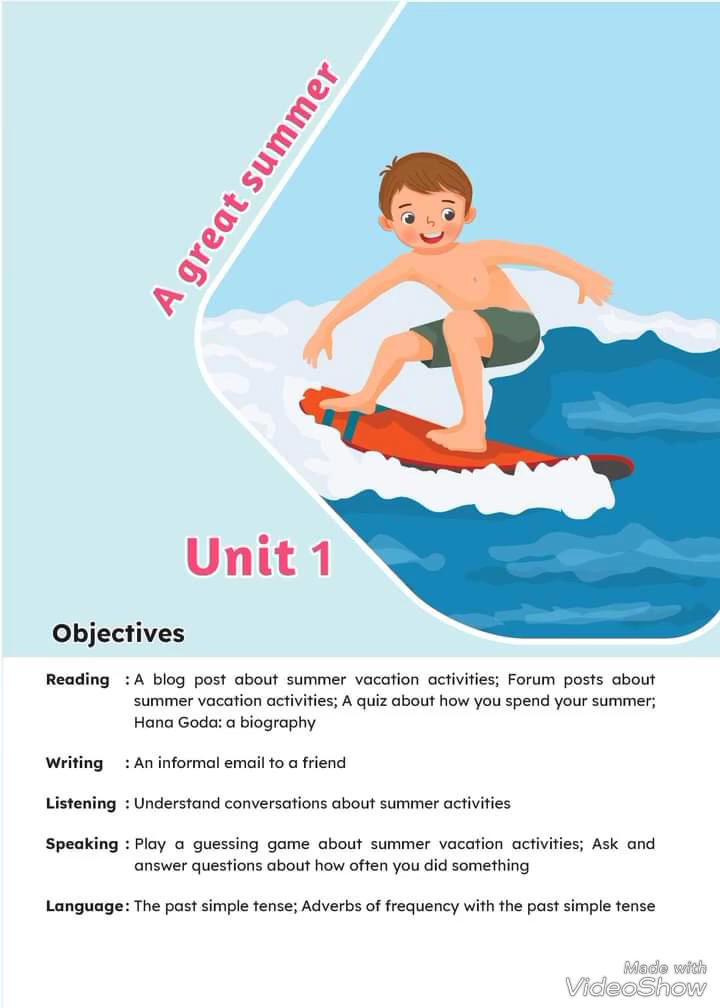 A great summer
Unit 1
Objectives
Reading : A blog post about summer vacation activities; Forum posts about
summer vacation activities; A quiz about how you spend your summer;
Hana Goda: a biography
Writing : An informal email to a friend
Listening : Understand conversations about summer activities
Speaking : Play a guessing game about summer vacation activities; Ask and
answer questions about how often you did something
Language: The past simple tense; Adverbs of frequency with the past simple tense
Made with
VideoShow